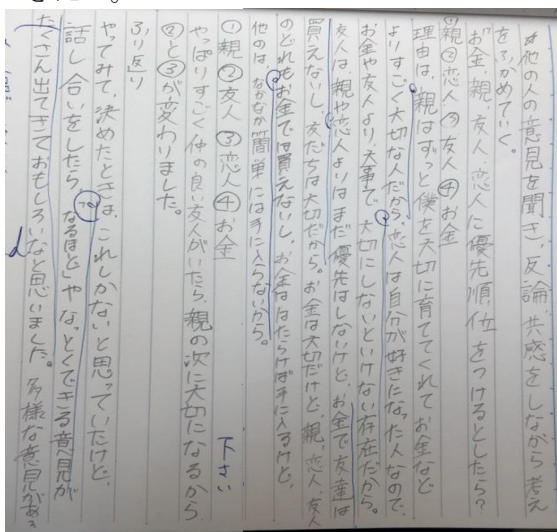 した。
#他の人の意見を聞き、反論、共感をしながら考え
をふかめていく。
お金、親、友人、恋人に優先順位をつけるとしたら？
①親②恋人③友人④お金
理由は、親はずっと僕を大切に育ててくれてお金など
よりすごく大切な人だから。恋人は自分が好きになった人なので、
お金や友人より、大事で、大切にしないといけない存在だから。
友人は、親や恋人よりはまだ優先はしないけど、お金で友達は
買えないし、友だちは大切だから。お金は大切だけど、親、恋人、友人
のどれもお金では買えないし、お金ははたらけば手に入るけど、
他のは、なかなか簡単には手に入らないから。
①親②友人③恋人④お金
やっぱりすごく仲の良い友人がいたら、親の次に大切になるから
②と③が変わりました。
下さい
ふり返り
やってみて、決めたときは、これしかないと思っていたけど、
話し合いをしたら、なるほど」や、なっとくできる意見が
たくさん出てきておもしろいなと思いました。多様な意見がある